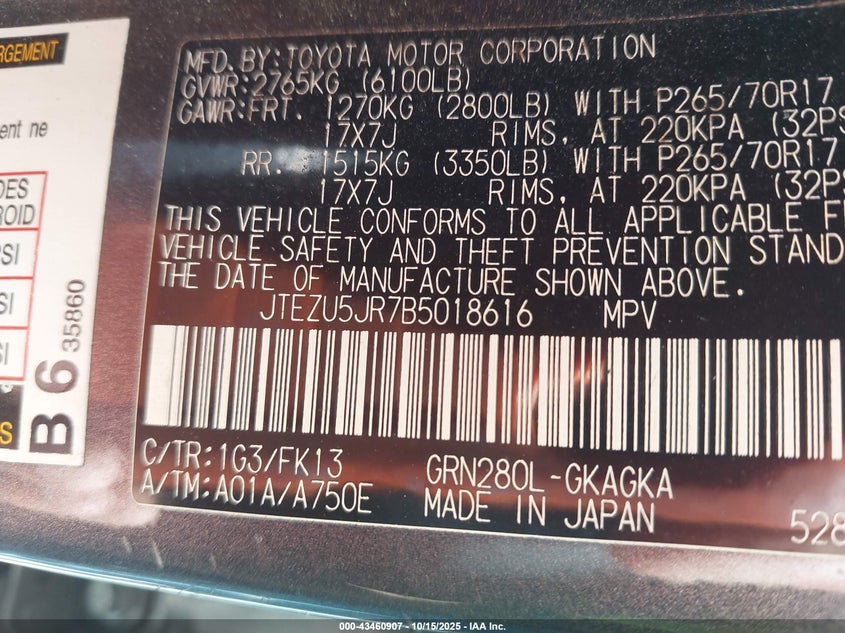 RGEMENT
ent ne
DES
ROID
PSI
SI
SI
S
B 6 35860
MFD.BY:TOYOTA MOTOR CORPORATION
GVWR:2765KG (6100LB)
GAWR:FRT. 1270KG (2800LB) WITH P265/70R17
17X7J RIMS, AT 220KPA (32PS
RR. 1515KG (3350LB) WITH P265/70R17
17X7J RIMS, AT 220KPA (32PS
THIS VEHICLE CONFORMS TO ALL APPLICABLE F
VEHICLE SAFETY AND THEFT PREVENTION STAND
THE DATE OF MANUFACTURE SHOWN ABOVE.
JTEZU5JR7B5018616 MPV
C/TR:1G3/FK13 GRN280L-GKAGKA
A/TM:A01A/A750E MADE IN JAPAN 528
000-43460907 - 10/15/2025 - IAA Inc.